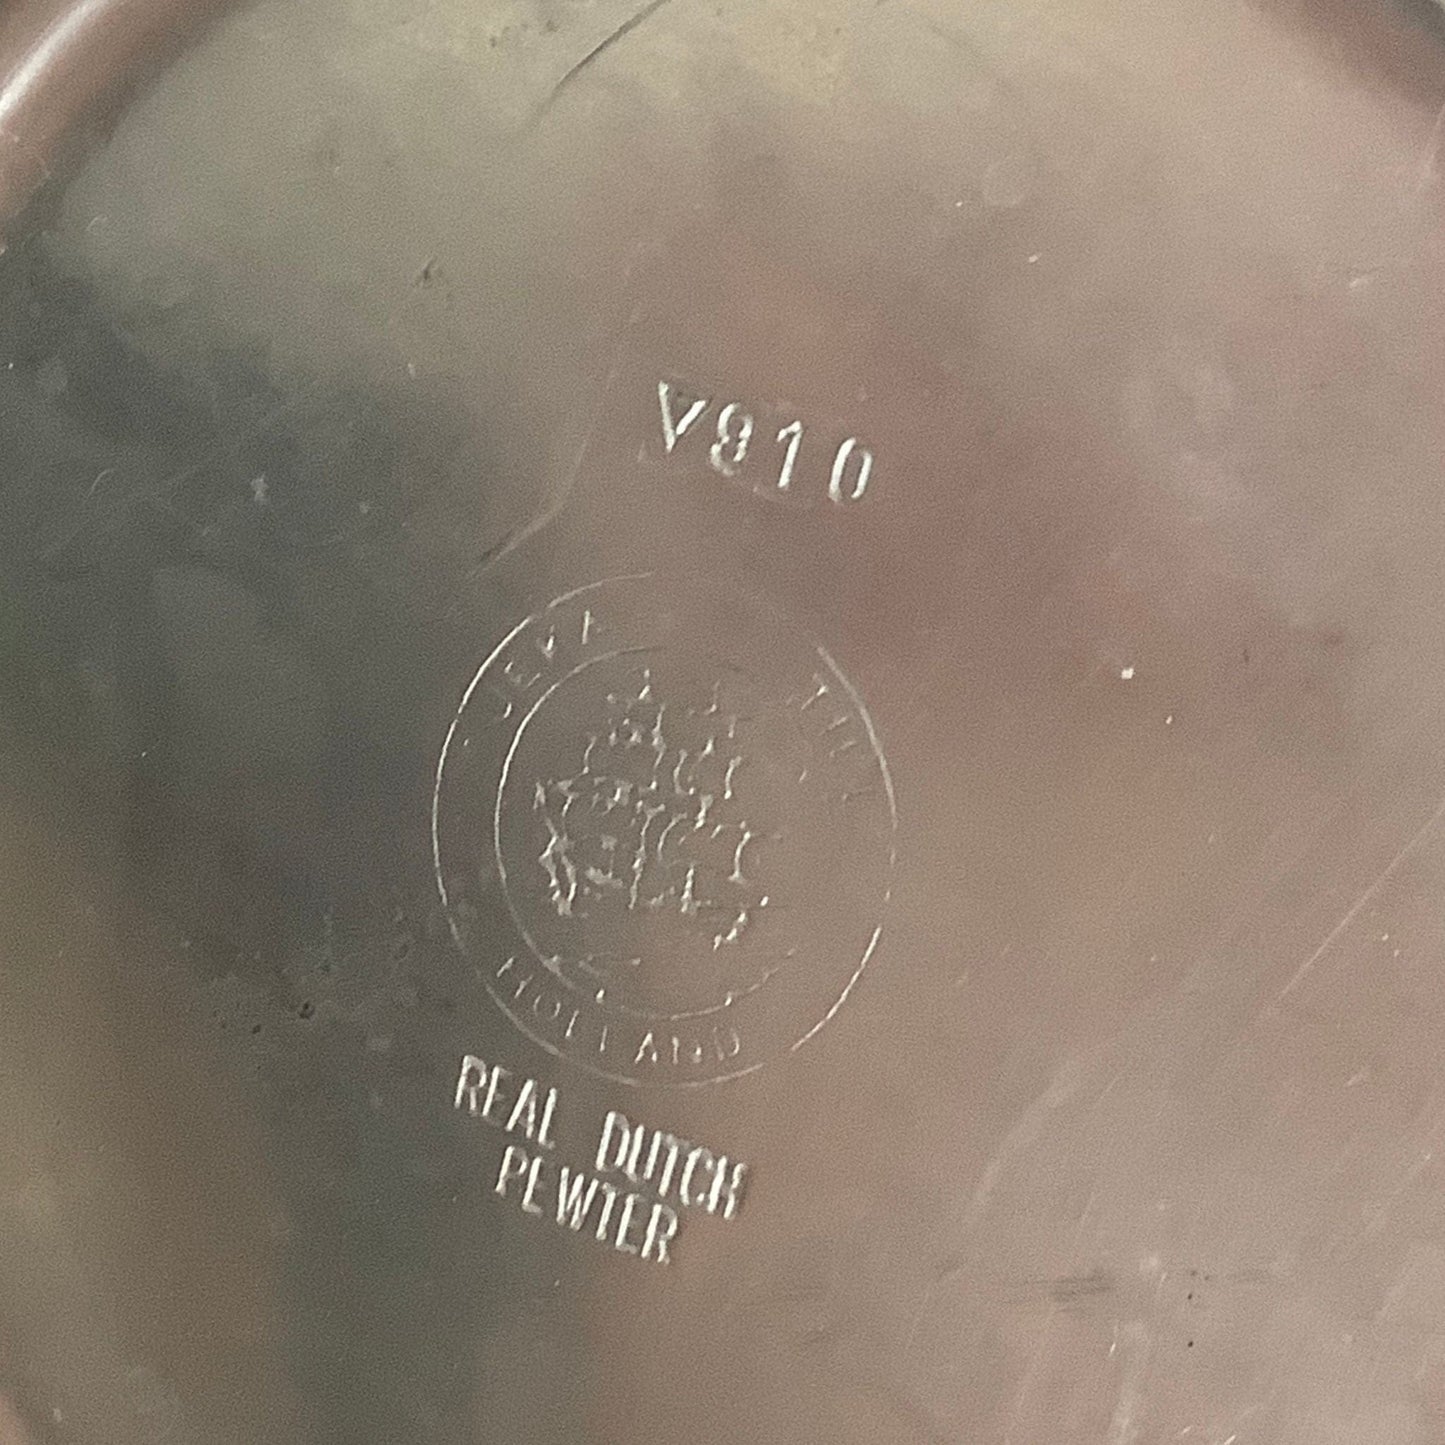 V810
HOLLAND
REAL DUTCH
PEWTER